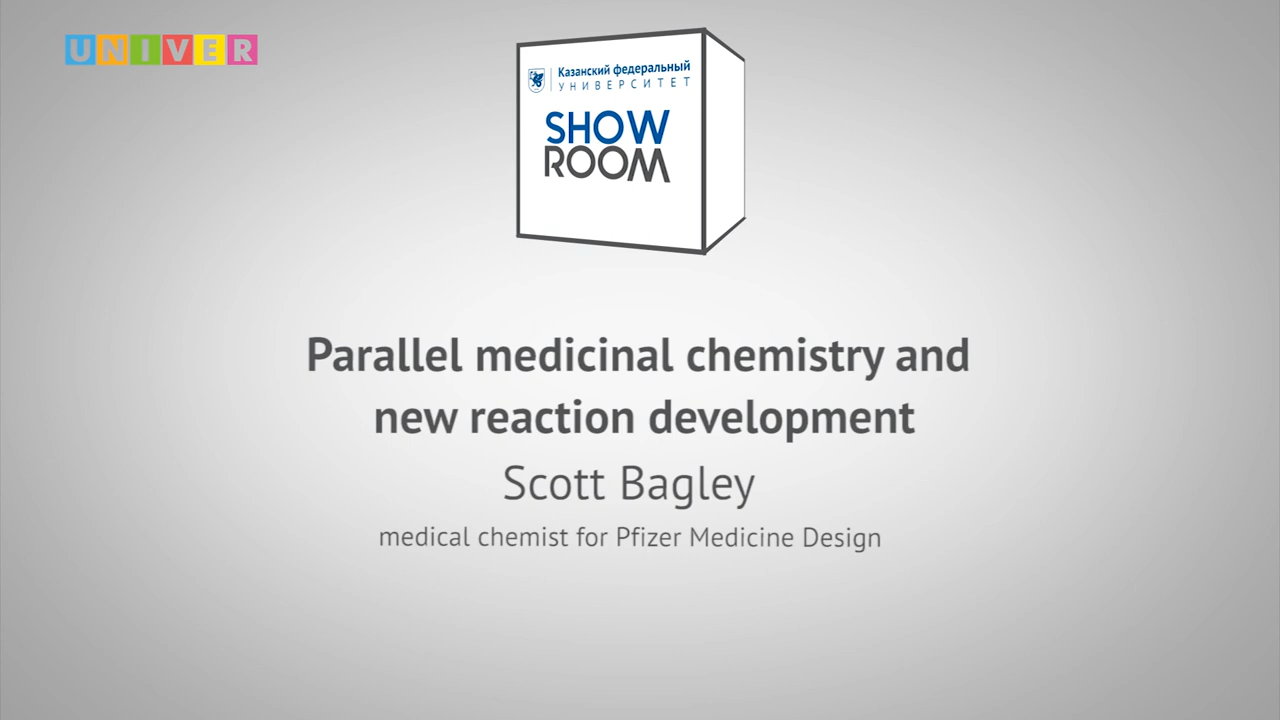 UNIVER
Казанский федеральный
УНИВЕРСИТЕТ
SHOW
ROOM
Parallel medicinal chemistry and
new reaction development
Scott Bagley
medical chemist for Pfizer Medicine Design